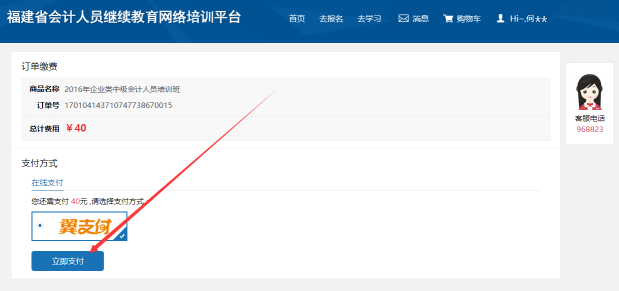 福建省会计人员继续教育网络培训平台
首页 去报名 去学习 消息 购物车 Hi~,何**
订单缴费
商品名称 2016年企业类中级会计人员培训班
订单号 170104143710747738670015
总计费用 ￥40
客服电话
968823
支付方式
在线支付
您还需支付 40元 ,请选择支付方式
翼支付
立即支付